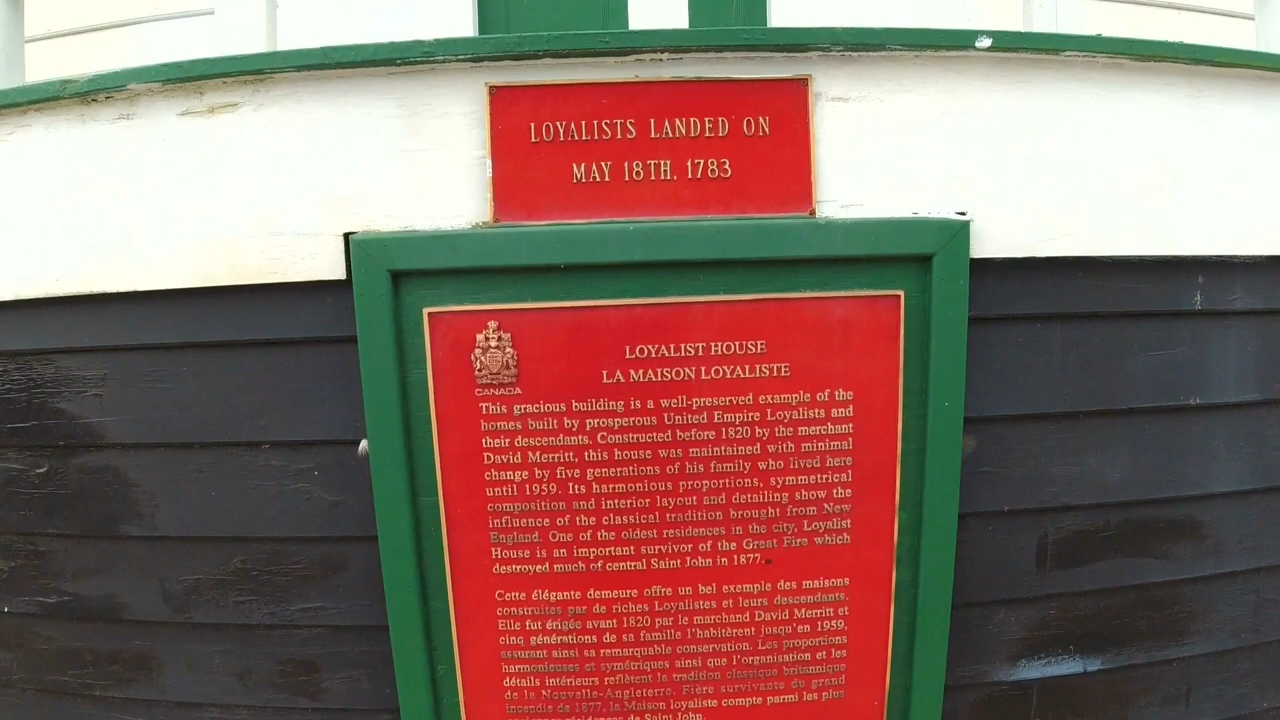 LOYALISTS LANDED ON
MAY 18TH, 1783
CANADA
LOYALIST HOUSE
LA MAISON LOYALISTE
This gracious building is a well-preserved example of the
homes built by prosperous United Empire Loyalists and
their descendants. Constructed before 1820 by the merchant
David Merritt, this house was maintained with minimal
change by five generations of his family who lived here
until 1959. Its harmonious proportions, symmetrical
composition and interior layout and detailing show the
influence of the classical tradition brought from New
England. One of the oldest residences in the city, Loyalist
House is an important survivor of the Great Fire which
destroyed much of central Saint John in 1877.
Cette élégante demeure offre un bel exemple des maisons
construites par de riches Loyalistes et leurs descendants.
Elle fut érigée avant 1820 par le marchand David Merritt et
cinq générations de sa famille l'habitèrent jusqu'en 1959,
assurant ainsi sa remarquable conservation. Les proportions
harmonieuses et symétriques ainsi que l'organisation et les
détails intérieurs reflètent la tradition classique britannique
de la Nouvelle-Angleterre. Fière survivante du grand
incendie de 1877, la Maison loyaliste compte parmi les plus
résidences de Saint John.